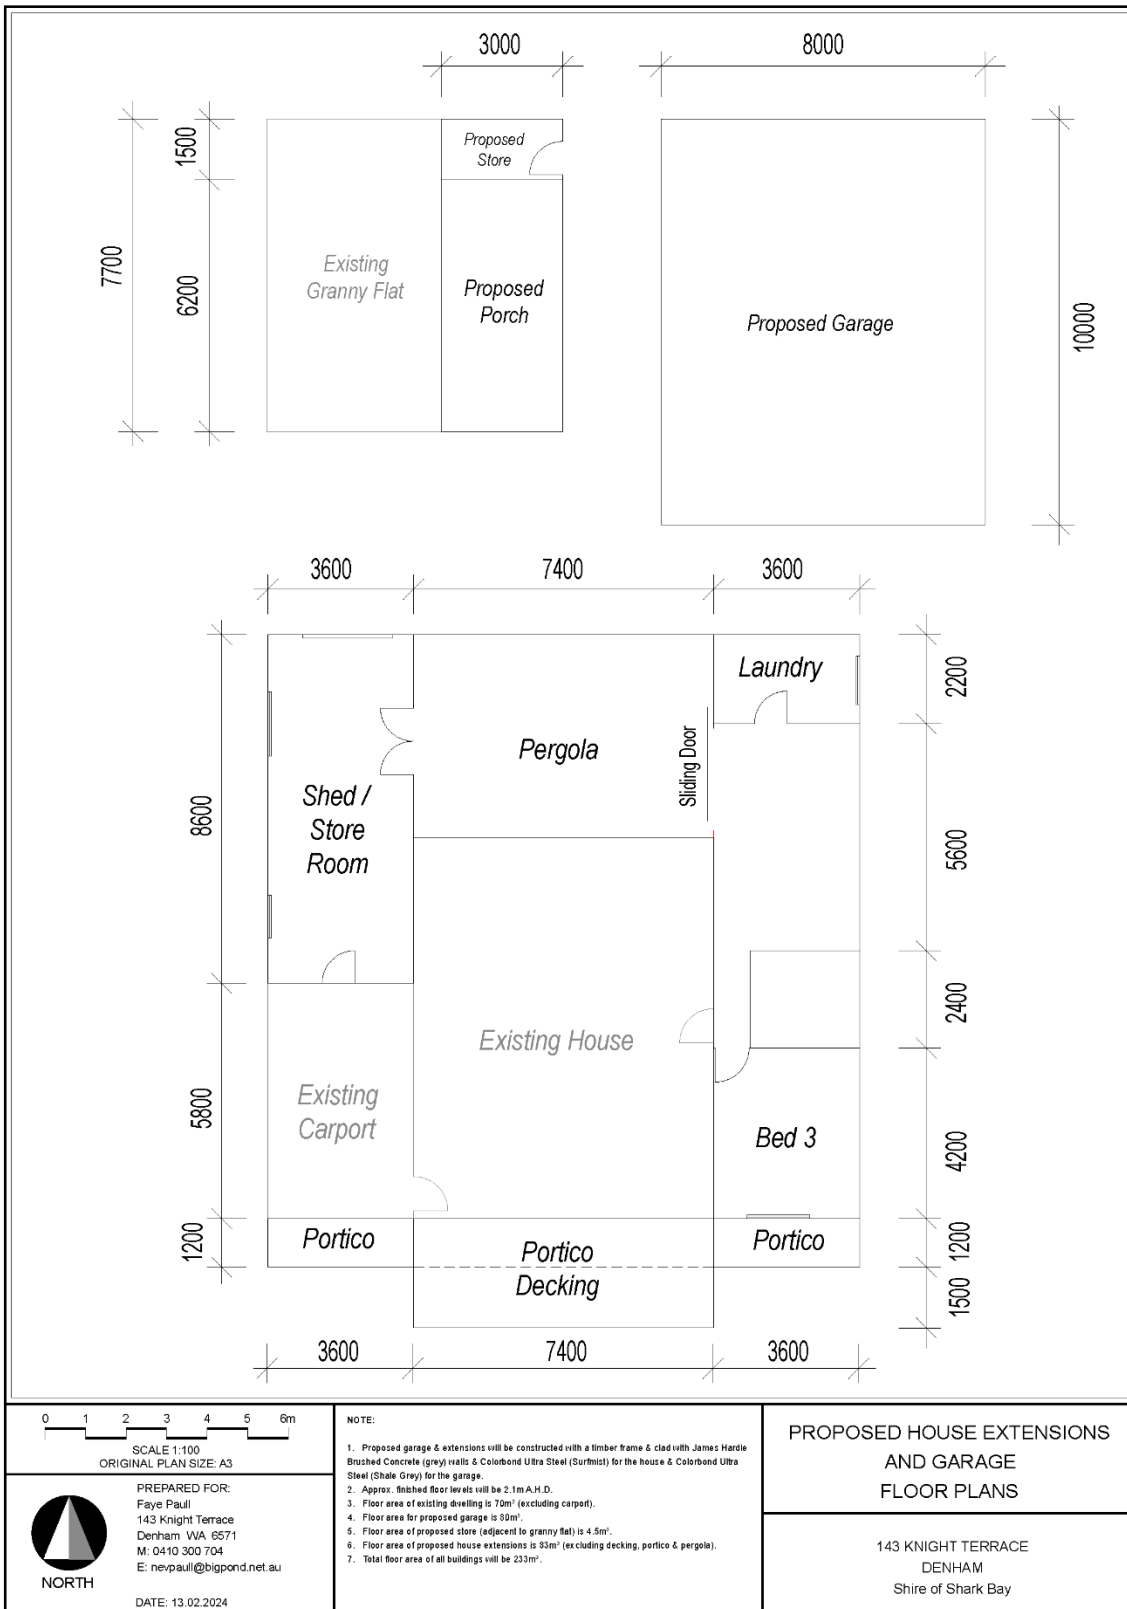 3000
8000
1500
7700
6200
Proposed
Store
Existing
Granny Flat
Proposed
Porch
Proposed Garage
10000
3600
7400
3600
8600
5800
1200
Shed /
Store
Room
Pergola
Sliding Door
Laundry
2200
5600
2400
4200
1200
1500
Existing House
Existing
Carport
Bed 3
Portico
Portico
Decking
Portico
3600
7400
3600
0 1 2 3 4 5 6m
SCALE 1:100
ORIGINAL PLAN SIZE: A3
NORTH
PREPARED FOR:
Faye Paull
143 Knight Terrace
Denham WA 6571
M: 0410 300 704
E: nevpaull@bigpond.net.au
DATE: 13.02.2024
NOTE:
1. Proposed garage & extensions will be constructed with a timber frame & clad with James Hardie
Brushed Concrete (grey) walls & Colorbond Ultra Steel (Surfmist) for the house & Colorbond Ultra
Steel (Shale Grey) for the garage.
2. Approx. finished floor levels will be 2.1m A.H.D.
3. Floor area of existing dwelling is 70m² (excluding carport).
4. Floor area for proposed garage is 80m².
5. Floor area of proposed store (adjacent to granny flat) is 4.5m².
6. Floor area of proposed house extensions is 83m² (excluding decking, portico & pergola).
7. Total floor area of all buildings will be 233m².
PROPOSED HOUSE EXTENSIONS
AND GARAGE
FLOOR PLANS
143 KNIGHT TERRACE
DENHAM
Shire of Shark Bay